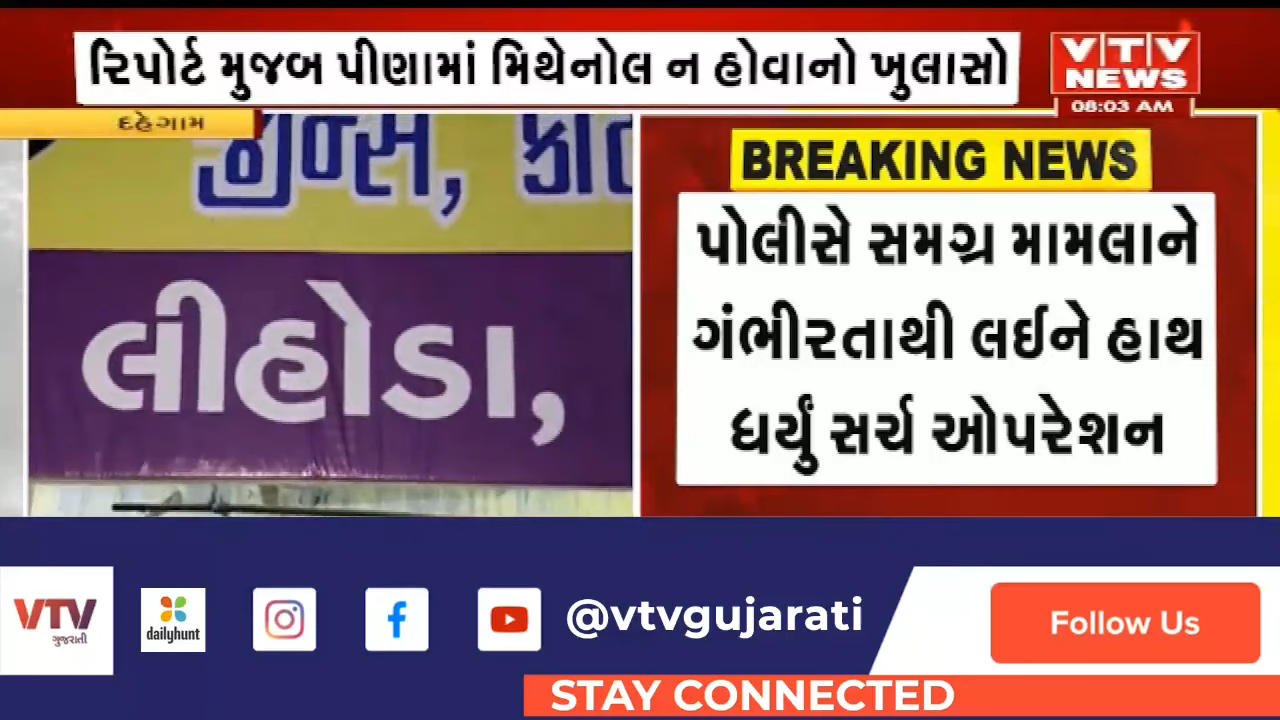 રિપોર્ટ મુજબ પીણામાં મિથેનોલ ન હોવાનો ખુલાસો
VTV
NEWS
08:03 AM
દહેગામ
જીન્સ,
લીહોડા,
BREAKING NEWS
પોલીસે સમગ્ર મામલાને
ગંભીરતાથી લઈને હાથ
ધર્યું સર્ચ ઓપરેશન
VTV
ગુજરાતી
dailyhunt
@vtvgujarati
Follow Us
STAY CONNECTED